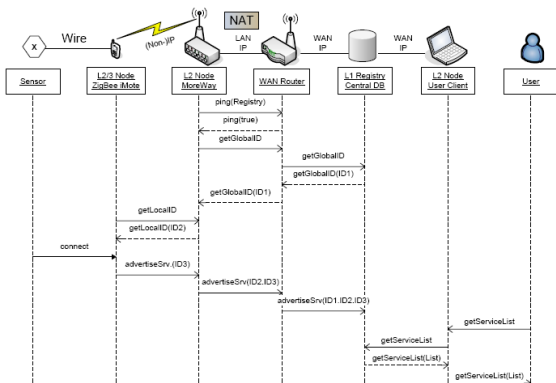 NAT
X
Wire
(Non-)IP
LAN
IP
WAN
IP
WAN
IP
Sensor
L2/3 Node
ZigBee iMote
L2 Node
MoreWay
WAN Router
L1 Registry
Central DB
L2 Node
User Client
User
ping(Registry)
ping(true)
getGlobalID
getGlobalID
getGlobalID(ID1)
getGlobalID(ID1)
getLocalID
getLocalID(ID2)
connect
advertiseSrv.(ID3)
advertiseSrv(ID2.ID3)
advertiseSrv(ID1.ID2.ID3)
getServiceList
getServiceList
getServiceList(List)
getServiceList(List)